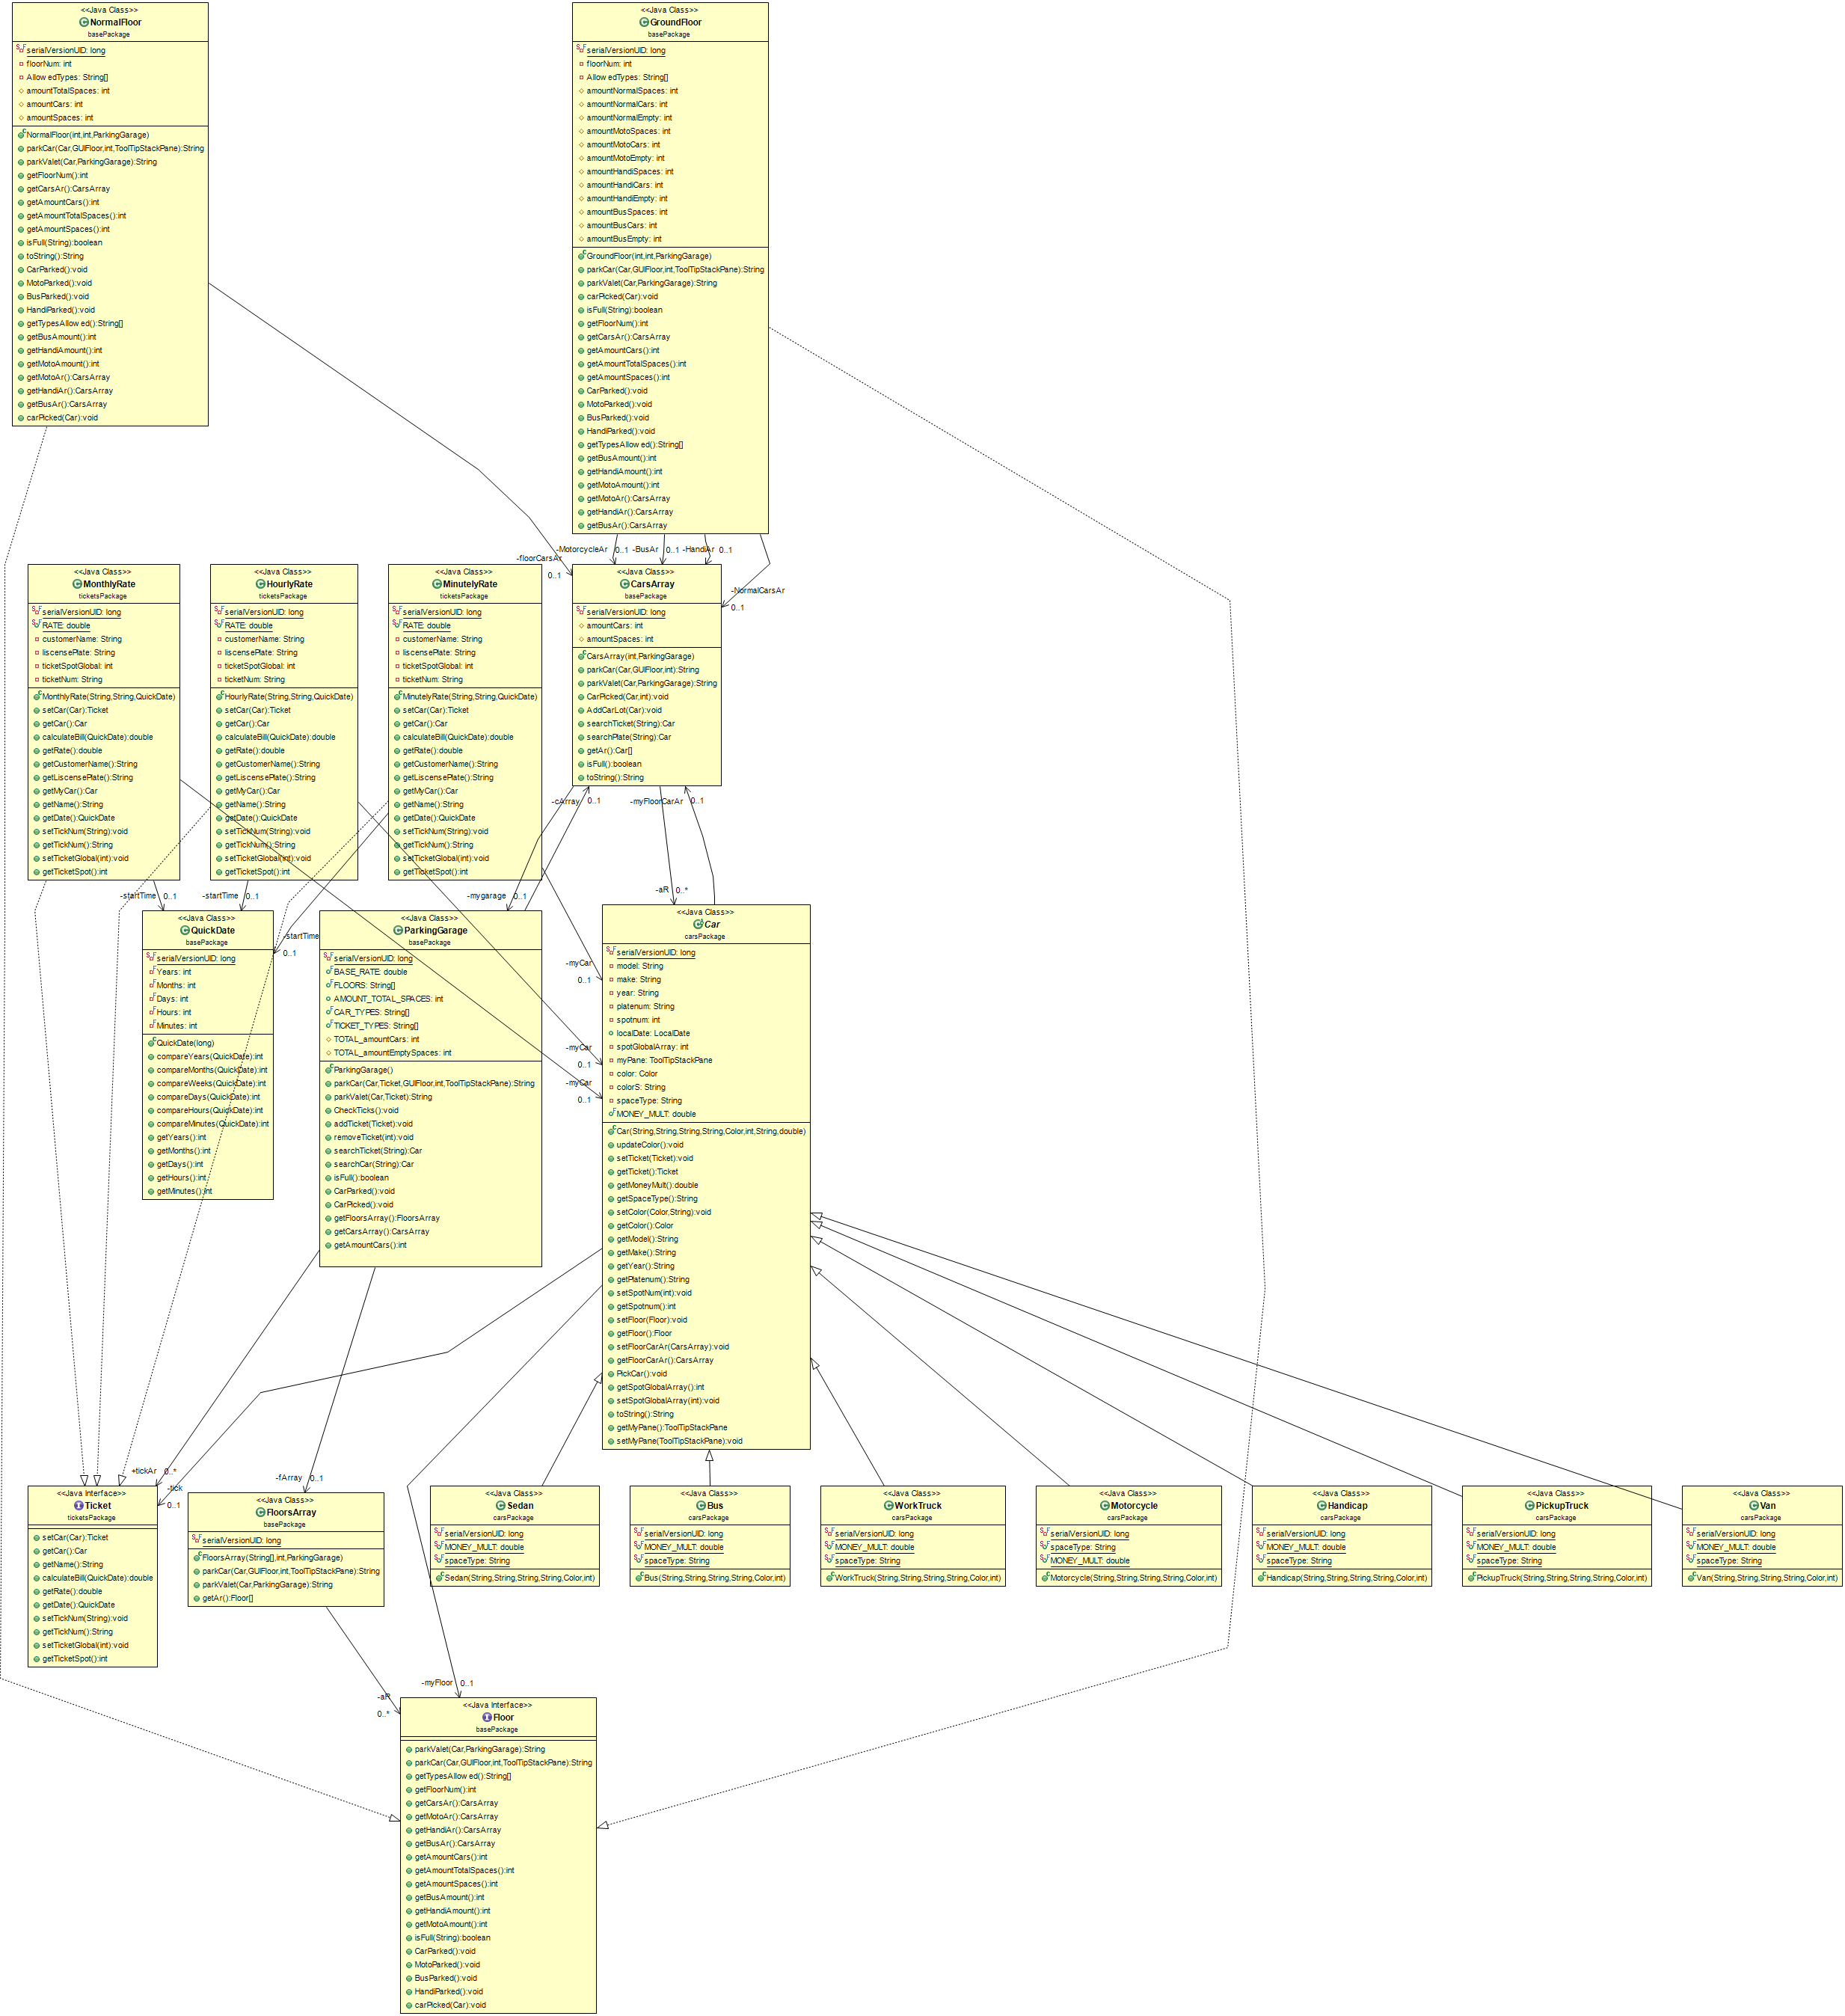 <<Java Class>>
NormalFloor
basePackage
serialVersionUID: long
floorNum: int
Allow edTypes: String[]
amountTotalSpaces: int
amountCars: int
amountSpaces: int
NormalFloor(int,int,ParkingGarage)
parkCar(Car,GUIFloor,int,ToolTipStackPane):String
parkValet(Car,ParkingGarage):String
getFloorNum():int
getCarsAr():CarsArray
getAmountCars():int
getAmountTotalSpaces():int
getAmountSpaces():int
isFull(String):boolean
toString():String
CarParked():void
MotoParked():void
BusParked():void
HandiParked():void
getTypesAllow ed():String[]
getBusAmount():int
getHandiAmount():int
getMotoAmount():int
getMotoAr():CarsArray
getHandiAr():CarsArray
getBusAr():CarsArray
carPicked(Car):void
<<Java Class>>
GroundFloor
basePackage
serialVersionUID: long
floorNum: int
Allow edTypes: String[]
amountNormalSpaces: int
amountNormalCars: int
amountNormalEmpty: int
amountMotoSpaces: int
amountMotoCars: int
amountMotoEmpty: int
amountHandiSpaces: int
amountHandiCars: int
amountHandiEmpty: int
amountBusSpaces: int
amountBusCars: int
amountBusEmpty: int
GroundFloor(int,int,ParkingGarage)
parkCar(Car,GUIFloor,int,ToolTipStackPane):String
parkValet(Car,ParkingGarage):String
carPicked(Car):void
isFull(String):boolean
getFloorNum():int
getCarsAr():CarsArray
getAmountCars():int
getAmountTotalSpaces():int
getAmountSpaces():int
CarParked():void
MotoParked():void
BusParked():void
HandiParked():void
getTypesAllow ed():String[]
getBusAmount():int
getHandiAmount():int
getMotoAmount():int
getMotoAr():CarsArray
getHandiAr():CarsArray
getBusAr():CarsArray
-MotorcycleAr 0..1
-BusAr 0..1
-HandiAr 0..1
-floorCarsAr
0..1
-NormalCarsAr
0..1
<<Java Class>>
MonthlyRate
ticketsPackage
serialVersionUID: long
RATE: double
customerName: String
liscensePlate: String
ticketSpotGlobal: int
ticketNum: String
MonthlyRate(String,String,QuickDate)
setCar(Car):Ticket
getCar():Car
calculateBill(QuickDate):double
getRate():double
getCustomerName():String
getLiscensePlate():String
getMyCar():Car
getName():String
getDate():QuickDate
setTickNum(String):void
getTickNum():String
setTicketGlobal(int):void
getTicketSpot():int
<<Java Class>>
HourlyRate
ticketsPackage
serialVersionUID: long
RATE: double
customerName: String
liscensePlate: String
ticketSpotGlobal: int
ticketNum: String
HourlyRate(String,String,QuickDate)
setCar(Car):Ticket
getCar():Car
calculateBill(QuickDate):double
getRate():double
getCustomerName():String
getLiscensePlate():String
getMyCar():Car
getName():String
getDate():QuickDate
setTickNum(String):void
getTickNum():String
setTicketGlobal(int):void
getTicketSpot():int
<<Java Class>>
MinutelyRate
ticketsPackage
serialVersionUID: long
RATE: double
customerName: String
liscensePlate: String
ticketSpotGlobal: int
ticketNum: String
MinutelyRate(String,String,QuickDate)
setCar(Car):Ticket
getCar():Car
calculateBill(QuickDate):double
getRate():double
getCustomerName():String
getLiscensePlate():String
getMyCar():Car
getName():String
getDate():QuickDate
setTickNum(String):void
getTickNum():String
setTicketGlobal(int):void
getTicketSpot():int
<<Java Class>>
CarsArray
basePackage
serialVersionUID: long
amountCars: int
amountSpaces: int
CarsArray(int,ParkingGarage)
parkCar(Car,GUIFloor,int):String
parkValet(Car,ParkingGarage):String
CarPicked(Car,int):void
AddCarLot(Car):void
searchTicket(String):Car
searchPlate(String):Car
getAr():Car[]
isFull():boolean
toString():String
-cArray 0..1
-myFloorCarAr 0..1
-startTime 0..1
-startTime 0..1
-startTime
0..1
-mygarage 0..1
-aR 0..*
<<Java Class>>
QuickDate
basePackage
serialVersionUID: long
Years: int
Months: int
Days: int
Hours: int
Minutes: int
QuickDate(long)
compareYears(QuickDate):int
compareMonths(QuickDate):int
compareWeeks(QuickDate):int
compareDays(QuickDate):int
compareHours(QuickDate):int
compareMinutes(QuickDate):int
getYears():int
getMonths():int
getDays():int
getHours():int
getMinutes():int
<<Java Class>>
ParkingGarage
basePackage
serialVersionUID: long
BASE_RATE: double
FLOORS: String[]
AMOUNT_TOTAL_SPACES: int
CAR_TYPES: String[]
TICKET_TYPES: String[]
TOTAL_amountCars: int
TOTAL_amountEmptySpaces: int
ParkingGarage()
parkCar(Car,Ticket,GUIFloor,int,ToolTipStackPane):String
parkValet(Car,Ticket):String
CheckTicks():void
addTicket(Ticket):void
removeTicket(int):void
searchTicket(String):Car
searchCar(String):Car
isFull():boolean
CarParked():void
CarPicked():void
getFloorsArray():FloorsArray
getCarsArray():CarsArray
getAmountCars():int
-myCar
0..1
-myCar
0..1
-myCar
0..1
<<Java Class>>
Car
carsPackage
serialVersionUID: long
model: String
make: String
year: String
platenum: String
spotnum: int
localDate: LocalDate
spotGlobalArray: int
myPane: ToolTipStackPane
color: Color
colorS: String
spaceType: String
MONEY_MULT: double
Car(String,String,String,String,Color,int,String,double)
updateColor():void
setTicket(Ticket):void
getTicket():Ticket
getMoneyMult():double
getSpaceType():String
setColor(Color,String):void
getColor():Color
getModel():String
getMake():String
getYear():String
getPlatenum():String
setSpotNum(int):void
getSpotnum():int
setFloor(Floor):void
getFloor():Floor
setFloorCarAr(CarsArray):void
getFloorCarAr():CarsArray
PickCar():void
getSpotGlobalArray():int
setSpotGlobalArray(int):void
toString():String
getMyPane():ToolTipStackPane
setMyPane(ToolTipStackPane):void
+tickAr 0..*
-tick
0..1
-fArray 0..1
<<Java Interface>>
Ticket
ticketsPackage
setCar(Car):Ticket
getCar():Car
getName():String
calculateBill(QuickDate):double
getRate():double
getDate():QuickDate
setTickNum(String):void
getTickNum():String
setTicketGlobal(int):void
getTicketSpot():int
<<Java Class>>
FloorsArray
basePackage
serialVersionUID: long
FloorsArray(String[],int,ParkingGarage)
parkCar(Car,GUIFloor,int,ToolTipStackPane):String
parkValet(Car,ParkingGarage):String
getAr():Floor[]
<<Java Class>>
Sedan
carsPackage
serialVersionUID: long
MONEY_MULT: double
spaceType: String
Sedan(String,String,String,String,Color,int)
<<Java Class>>
Bus
carsPackage
serialVersionUID: long
MONEY_MULT: double
spaceType: String
Bus(String,String,String,String,Color,int)
<<Java Class>>
WorkTruck
carsPackage
serialVersionUID: long
MONEY_MULT: double
spaceType: String
WorkTruck(String,String,String,String,Color,int)
<<Java Class>>
Motorcycle
carsPackage
serialVersionUID: long
spaceType: String
MONEY_MULT: double
Motorcycle(String,String,String,String,Color,int)
<<Java Class>>
Handicap
carsPackage
serialVersionUID: long
MONEY_MULT: double
spaceType: String
Handicap(String,String,String,String,Color,int)
<<Java Class>>
PickupTruck
carsPackage
serialVersionUID: long
MONEY_MULT: double
spaceType: String
PickupTruck(String,String,String,String,Color,int)
<<Java Class>>
Van
carsPackage
serialVersionUID: long
MONEY_MULT: double
spaceType: String
Van(String,String,String,String,Color,int)
-aR
0..*
-myFloor 0..1
<<Java Interface>>
Floor
basePackage
parkValet(Car,ParkingGarage):String
parkCar(Car,GUIFloor,int,ToolTipStackPane):String
getTypesAllow ed():String[]
getFloorNum():int
getCarsAr():CarsArray
getMotoAr():CarsArray
getHandiAr():CarsArray
getBusAr():CarsArray
getAmountCars():int
getAmountTotalSpaces():int
getAmountSpaces():int
getBusAmount():int
getHandiAmount():int
getMotoAmount():int
isFull(String):boolean
CarParked():void
MotoParked():void
BusParked():void
HandiParked():void
carPicked(Car):void